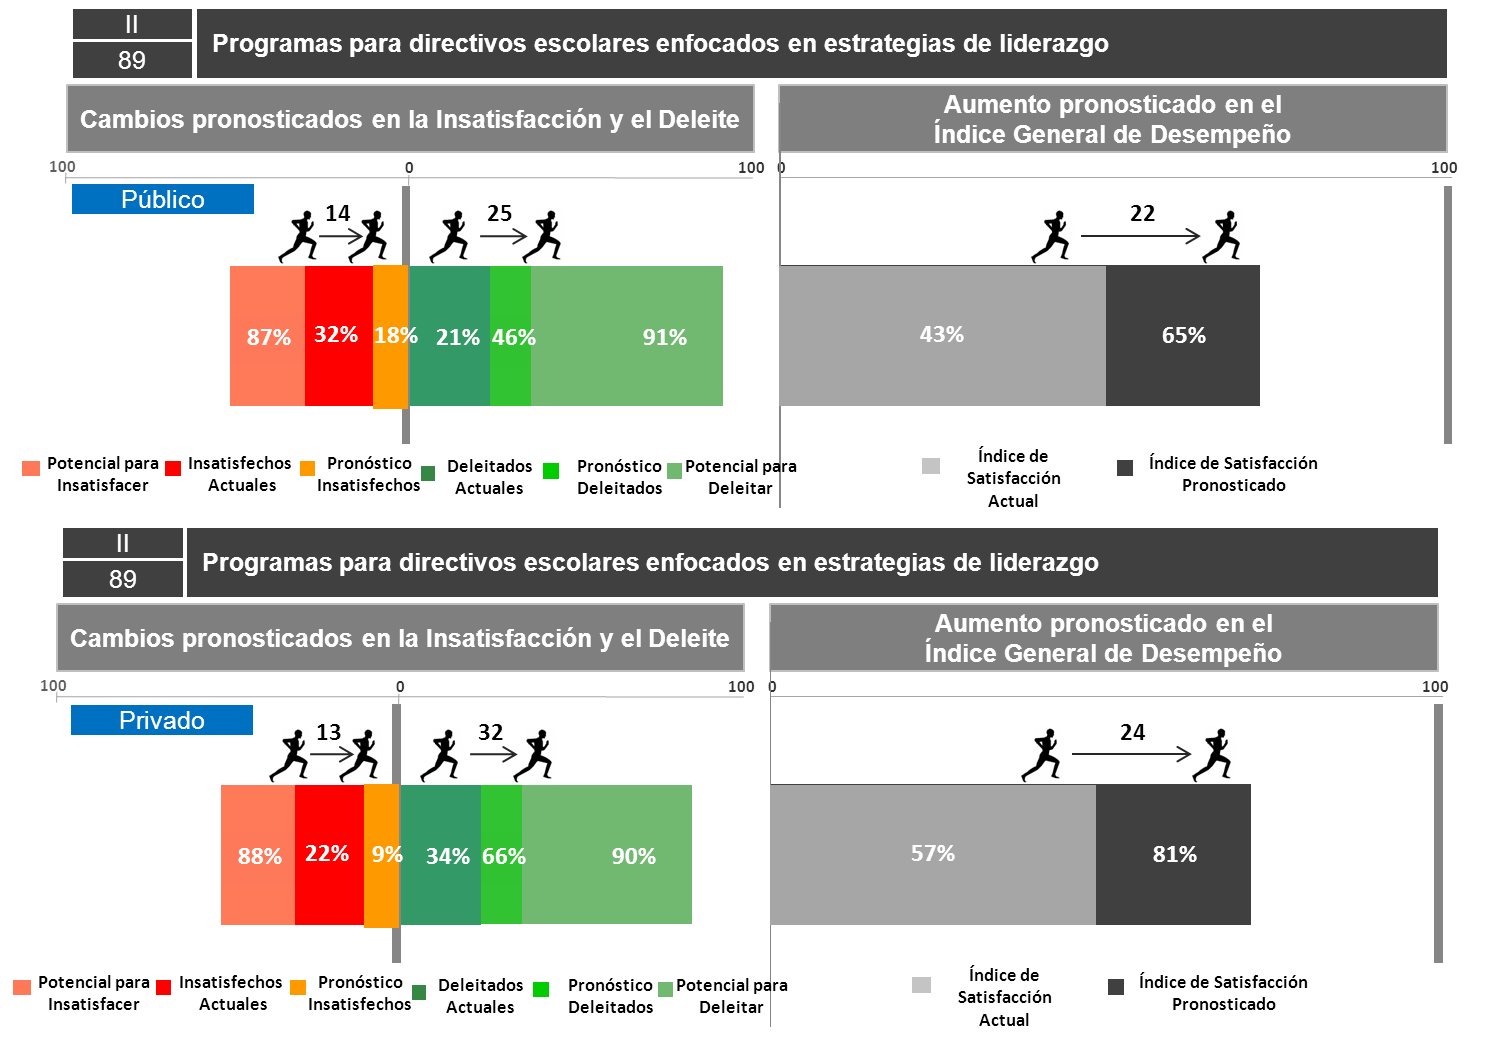 II
89
Programas para directivos escolares enfocados en estrategias de liderazgo
Cambios pronosticados en la Insatisfacción y el Deleite
Aumento pronosticado en el
Índice General de Desempeño
100 0 100 0 100
Público
14 25 22
87% 32% 18% 21% 46% 91% 43% 65%
Potencial para
Insatisfacer
Insatisfechos
Actuales
Pronóstico
Insatisfechos
Deleitados
Actuales
Pronóstico
Deleitados
Potencial para
Deleitar
Índice de
Satisfacción
Actual
Índice de Satisfacción
Pronosticado
II
89
Programas para directivos escolares enfocados en estrategias de liderazgo
Cambios pronosticados en la Insatisfacción y el Deleite
Aumento pronosticado en el
Índice General de Desempeño
100 0 100 0 100
Privado
13 32 24
88% 22% 9% 34% 66% 90% 57% 81%
Potencial para
Insatisfacer
Insatisfechos
Actuales
Pronóstico
Insatisfechos
Deleitados
Actuales
Pronóstico
Deleitados
Potencial para
Deleitar
Índice de
Satisfacción
Actual
Índice de Satisfacción
Pronosticado